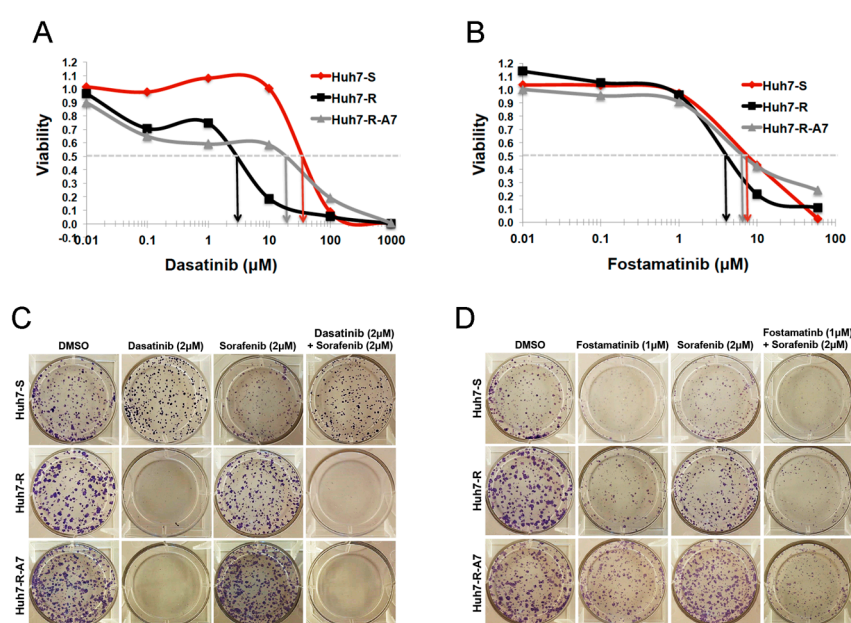 A
1.2
1.1
1.0
0.9
0.8
0.7
0.6
0.5
0.4
0.3
0.2
0.1
0.0
-0.1
Viability
Huh7-S
Huh7-R
Huh7-R-A7
0.01 0.1 1 10 100 1000
Dasatinib (µM)
B
1.2
1.1
1.0
0.9
0.8
0.7
0.6
0.5
0.4
0.3
0.2
0.1
0.0
Viability
Huh7-S
Huh7-R
Huh7-R-A7
0.01 0.1 1 10 100
Fostamatinib (µM)
C
DMSO
Dasatinib (2µM)
Sorafenib (2µM)
Dasatinib (2µM)
+ Sorafenib (2µM)
Huh7-S
Huh7-R
Huh7-R-A7
D
DMSO
Fostamatinib (1µM)
Sorafenib (2µM)
Fostamatinib (1µM)
+ Sorafenib (2µM)
Huh7-S
Huh7-R
Huh7-R-A7